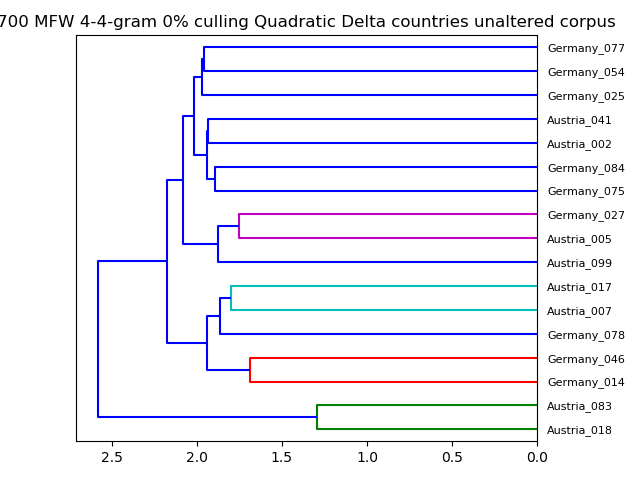 700 MFW 4-4-gram 0% culling Quadratic Delta countries unaltered corpus
Germany_077
Germany_054
Germany_025
Austria_041
Austria_002
Germany_084
Germany_075
Germany_027
Austria_005
Austria_099
Austria_017
Austria_007
Germany_078
Germany_046
Germany_014
Austria_083
Austria_018
2.5 2.0 1.5 1.0 0.5 0.0